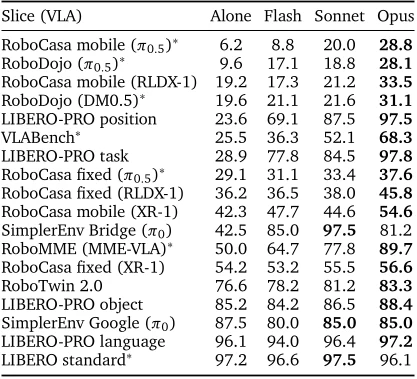 Slice (VLA) Alone Flash Sonnet Opus
RoboCasa mobile (π0.5)* 6.2 8.8 20.0 28.8
RoboDojo (π0.5)* 9.6 17.1 18.8 28.1
RoboCasa mobile (RLDX-1) 19.2 17.3 21.2 33.5
RoboDojo (DM0.5)* 19.6 21.1 21.6 31.1
LIBERO-PRO position 23.6 69.1 87.5 97.5
VLABench* 25.5 36.3 52.1 68.3
LIBERO-PRO task 28.9 77.8 84.5 97.8
RoboCasa fixed (π0.5)* 29.1 31.1 33.4 37.6
RoboCasa fixed (RLDX-1) 36.2 36.5 38.0 45.8
RoboCasa mobile (XR-1) 42.3 47.7 44.6 54.6
SimplerEnv Bridge (π0) 42.5 85.0 97.5 81.2
RoboMME (MME-VLA)* 50.0 64.7 77.8 89.7
RoboCasa fixed (XR-1) 54.2 53.2 55.5 56.6
RoboTwin 2.0 76.6 78.2 81.2 83.3
LIBERO-PRO object 85.2 84.2 86.5 88.4
SimplerEnv Google (π0) 87.5 80.0 85.0 85.0
LIBERO-PRO language 96.1 94.0 96.4 97.2
LIBERO standard* 97.2 96.6 97.5 96.1